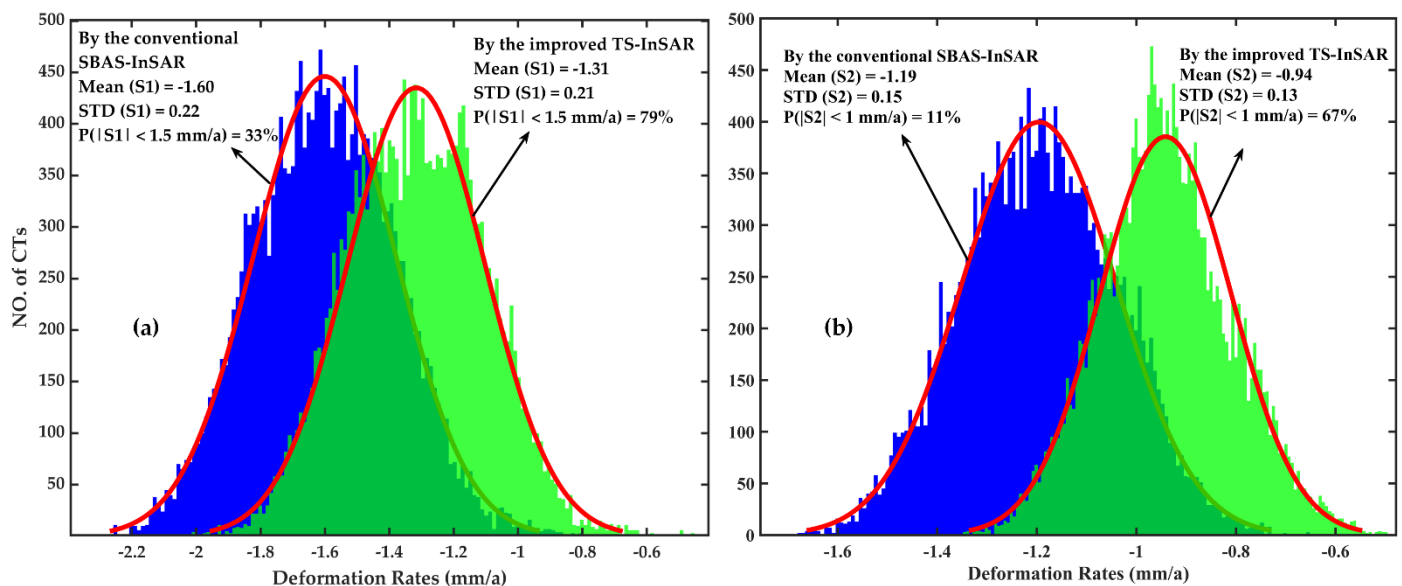 By the conventional
SBAS-InSAR
Mean (S1) = -1.60
STD (S1) = 0.22
P(|S1| < 1.5 mm/a) = 33%
By the improved TS-InSAR
Mean (S1) = -1.31
STD (S1) = 0.21
P(|S1| < 1.5 mm/a) = 79%
(a)
NO. of CTs
500
450
400
350
300
250
200
150
100
50
-2.2 -2 -1.8 -1.6 -1.4 -1.2 -1 -0.8 -0.6
Deformation Rates (mm/a)
By the conventional SBAS-InSAR
Mean (S2) = -1.19
STD (S2) = 0.15
P(|S2| < 1 mm/a) = 11%
By the improved TS-InSAR
Mean (S2) = -0.94
STD (S2) = 0.13
P(|S2| < 1 mm/a) = 67%
(b)
500
450
400
350
300
250
200
150
100
50
0
-1.6 -1.4 -1.2 -1 -0.8 -0.6
Deformation Rates (mm/a)